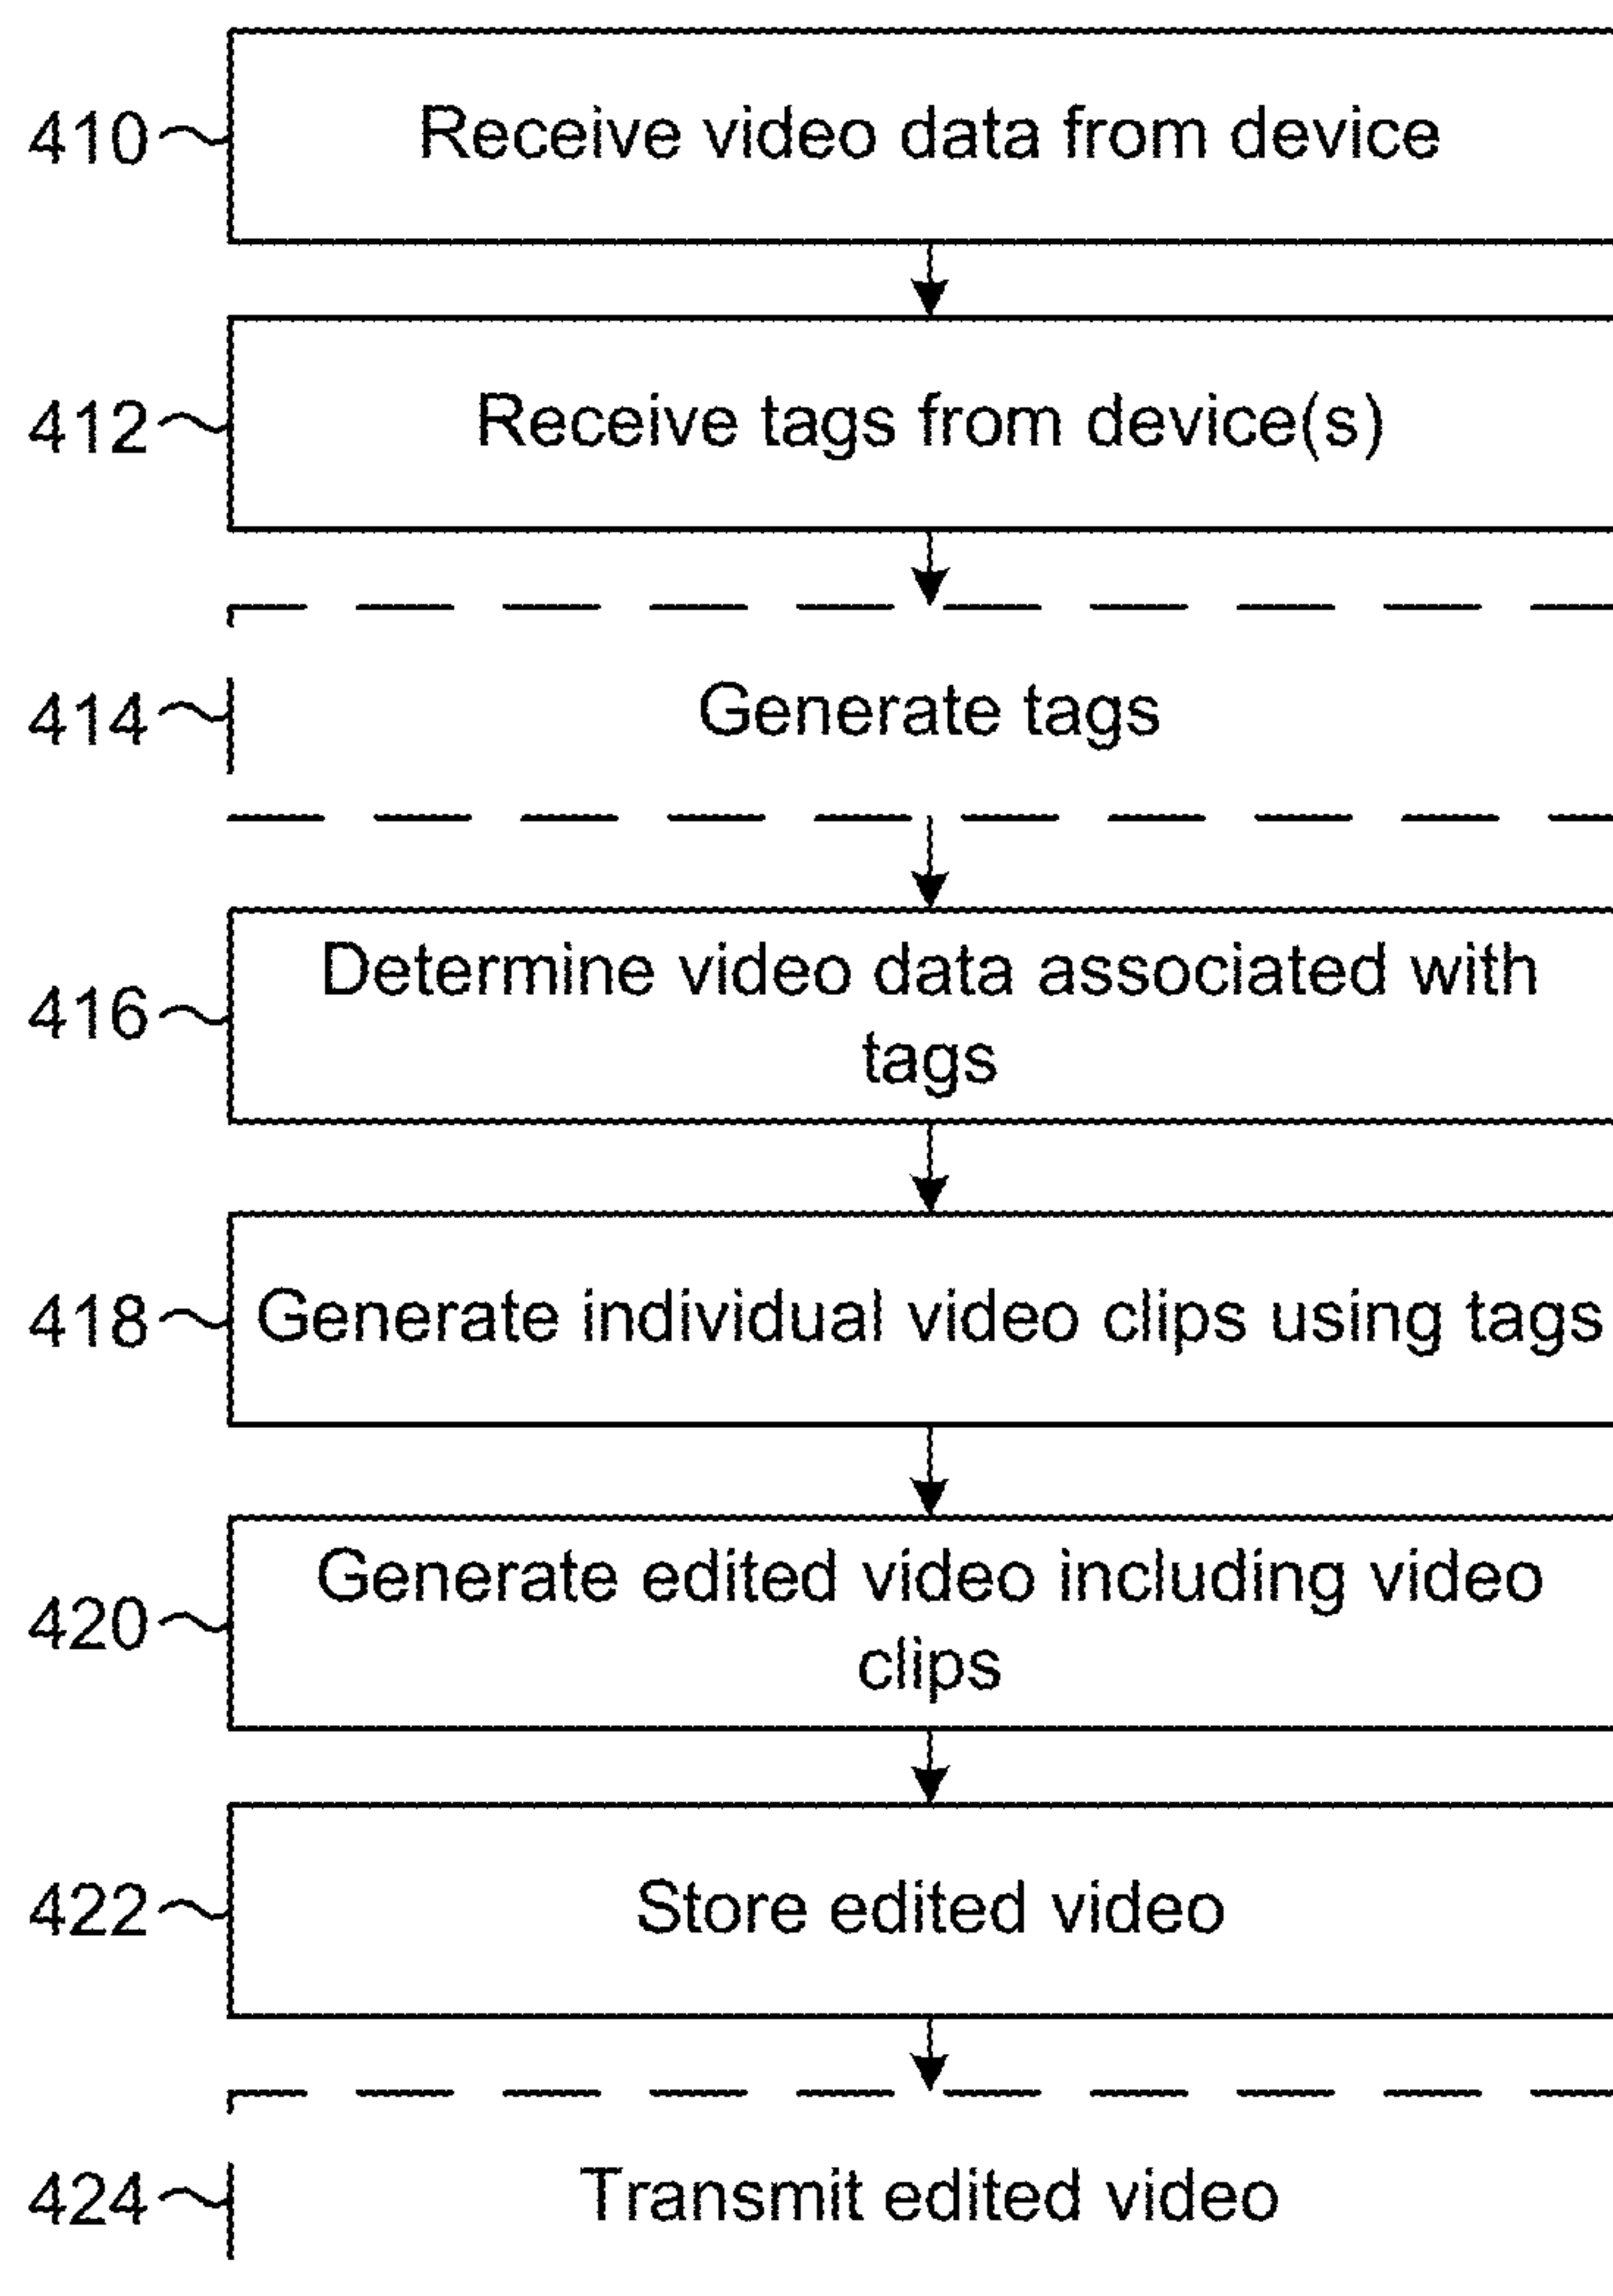 410 Receive video data from device
412 Receive tags from device(s)
414 Generate tags
416 Determine video data associated with
tags
418 Generate individual video clips using tags
420 Generate edited video including video
clips
422 Store edited video
424 Transmit edited video